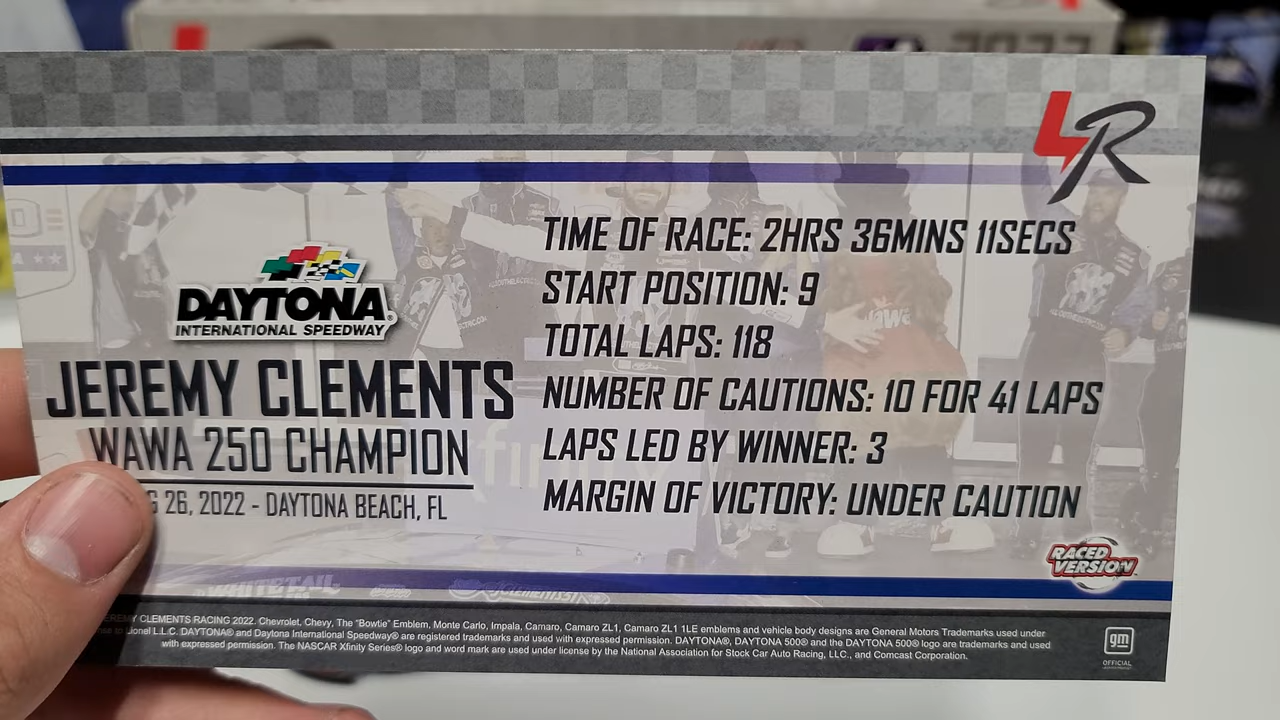 4R
DAYTONA
INTERNATIONAL SPEEDWAY
JEREMY CLEMENTS
WAWA 250 CHAMPION
26, 2022 - DAYTONA BEACH, FL
TIME OF RACE: 2HRS 36MINS 11SECS
START POSITION: 9
TOTAL LAPS: 118
NUMBER OF CAUTIONS: 10 FOR 41 LAPS
LAPS LED BY WINNER: 3
MARGIN OF VICTORY: UNDER CAUTION
RACED
VERSION
WHITETAIL
CLEMENTS RACING 2022. Chevrolet, Chevy, The "Bowtie" Emblem, Monte Carlo, Impala, Camaro, Camaro ZL1, Camaro ZL1 1LE emblems and vehicle body designs are General Motors Trademarks used under
to Lionel L.L.C. DAYTONA® and Daytona International Speedway® are registered trademarks and used with expressed permission. DAYTONA®, DAYTONA 500® and the DAYTONA 500® logo are trademarks and used
with expressed permission. The NASCAR Xfinity Series® logo and word mark are used under license by the National Association for Stock Car Auto Racing, LLC., and Comcast Corporation.
gm
OFFICIAL